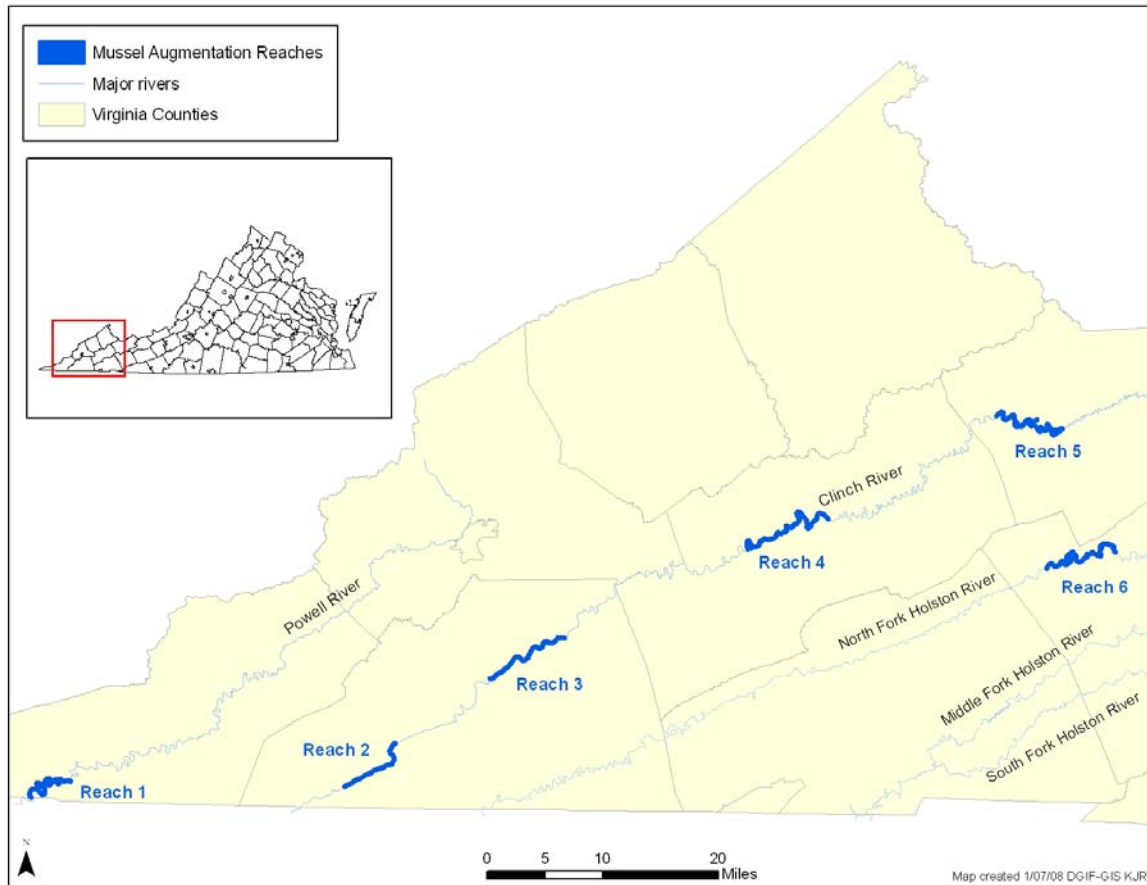 Mussel Augmentation Reaches
Major rivers
Virginia Counties
Reach 5
Clinch River
Reach 4
Reach 6
North Fork Holston River
Powell River
Reach 3
Middle Fork Holston River
Reach 2
South Fork Holston River
Reach 1
N
0 5 10 20
Miles
Map created 1/07/08 DGIF-GIS KJR